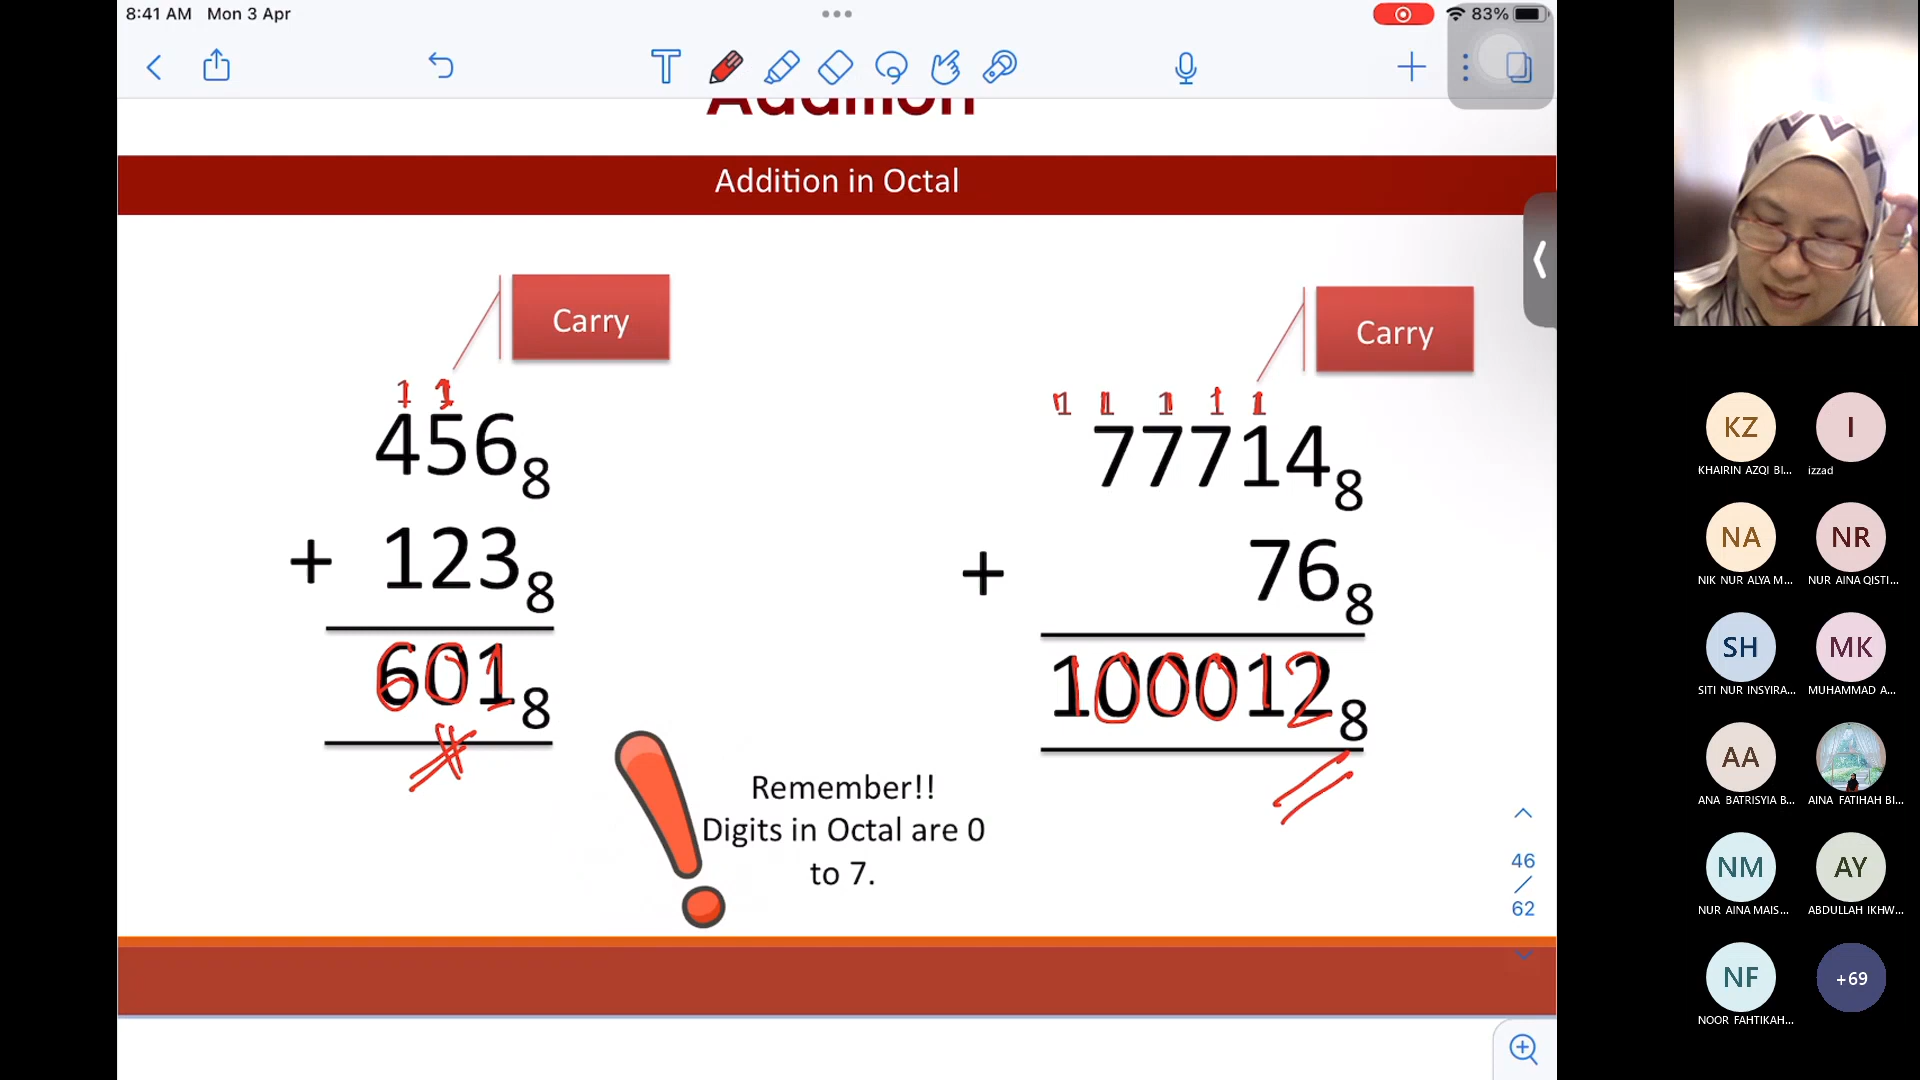 8:41 AM Mon 3 Apr
83%
Addition
Addition in Octal
Carry
Carry
1 1
1 1 1 1 1
456₈
77714₈
+ 123₈
+ 76₈
601₈
100012₈
Remember!!
Digits in Octal are 0
to 7.
46
/
62
KZ
KHAIRIN AZQI BI...
I
izzad
NA
NIK NUR ALYA M...
NR
NUR AINA QISTI...
SH
SITI NUR INSYIRA...
MK
MUHAMMAD A...
AA
ANA BATRISYIA B...
AINA FATIHAH BI...
NM
NUR AINA MAIS...
AY
ABDULLAH IKHW...
NF
NOOR FAHTIKAH...
+69